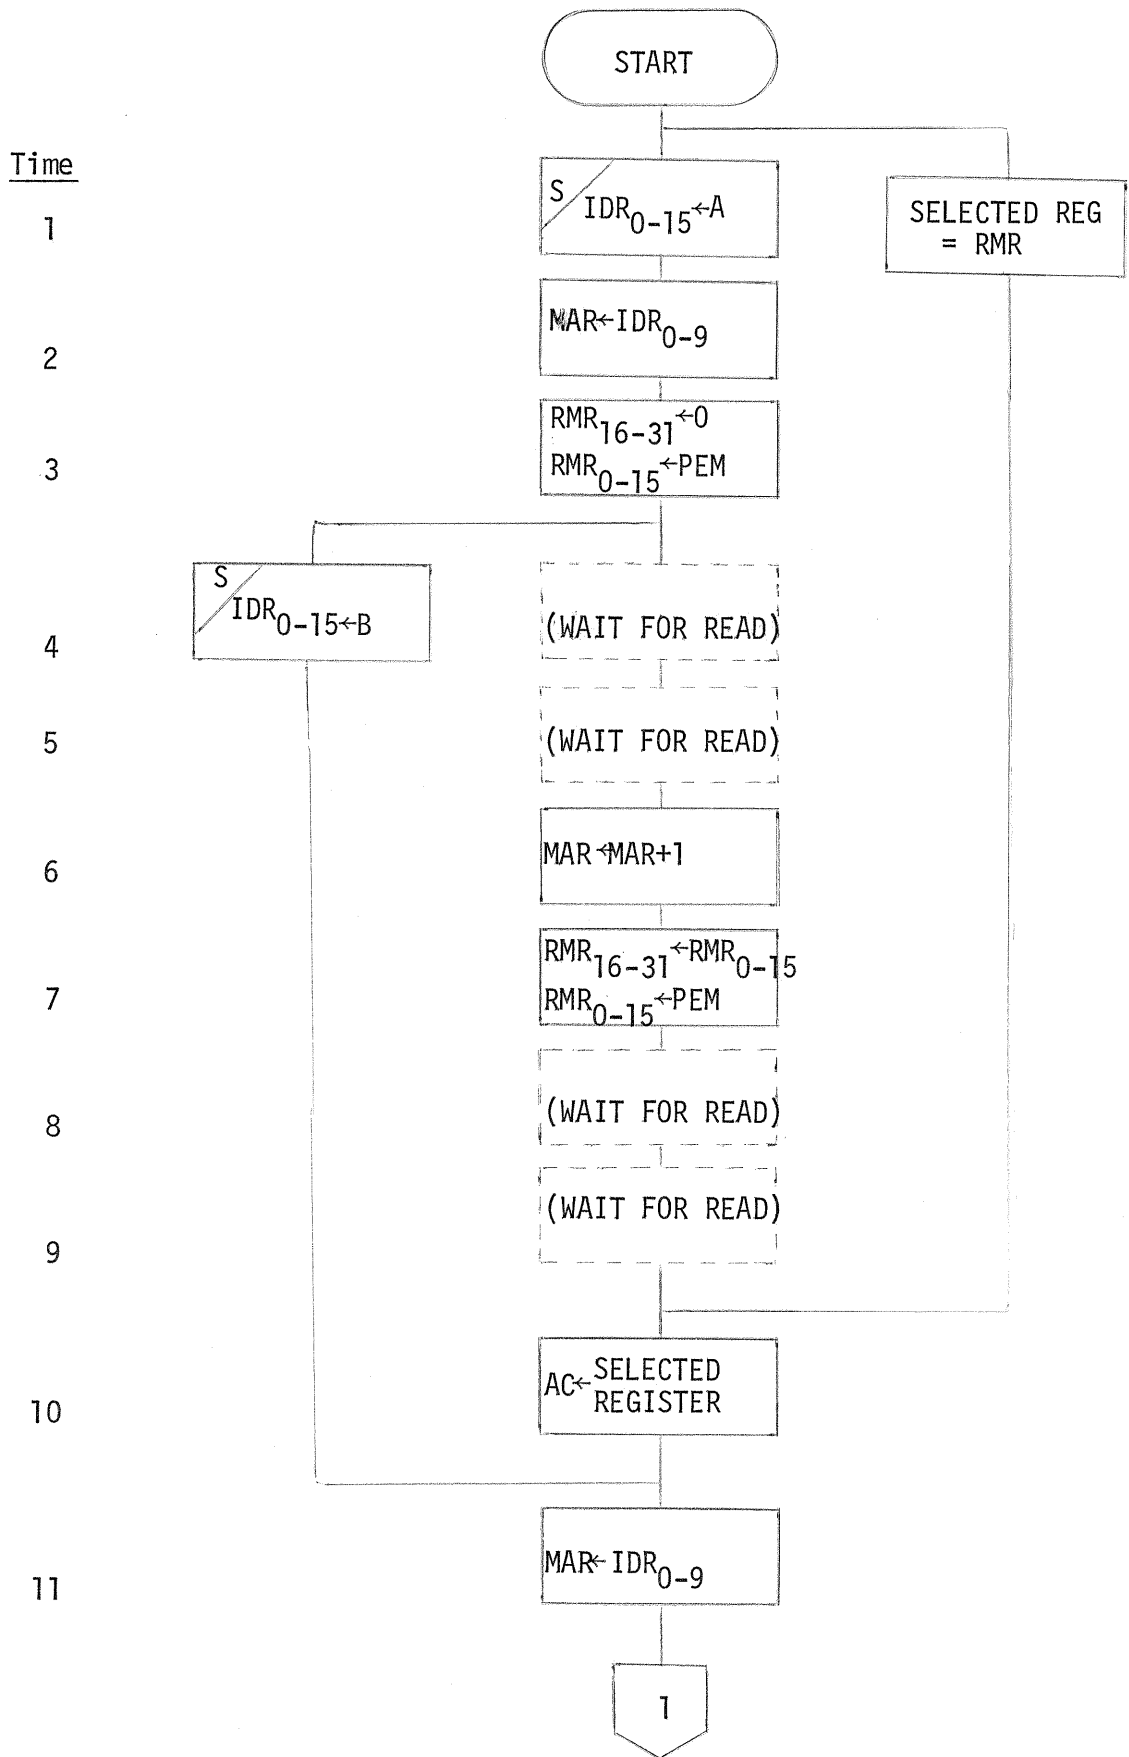 START
Time
1
S
IDR0-15←A
SELECTED REG
= RMR
2
MAR←IDR0-9
3
RMR16-31←0
RMR0-15←PEM
4
S
IDR0-15←B
(WAIT FOR READ)
5
(WAIT FOR READ)
6
MAR←MAR+1
7
RMR16-31←RMR0-15
RMR0-15←PEM
8
(WAIT FOR READ)
9
(WAIT FOR READ)
10
AC← SELECTED
REGISTER
11
MAR←IDR0-9
1